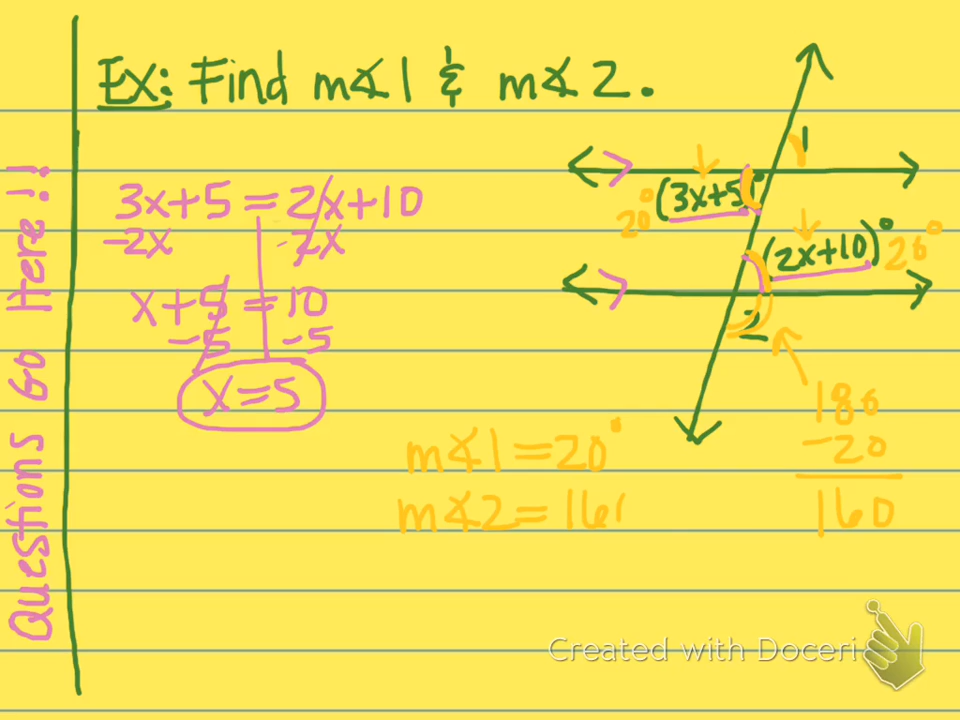 Ex: Find m∡1 & m∡2.
Questions Go Here!!
3x+5 = 2x+10
-2x -2x
x+5 = 10
-5 -5
x=5
1
20° (3x+5)°
(2x+10)° 20°
2
180
-20
160
m∡1=20°
m∡2=16
Created with Doceri